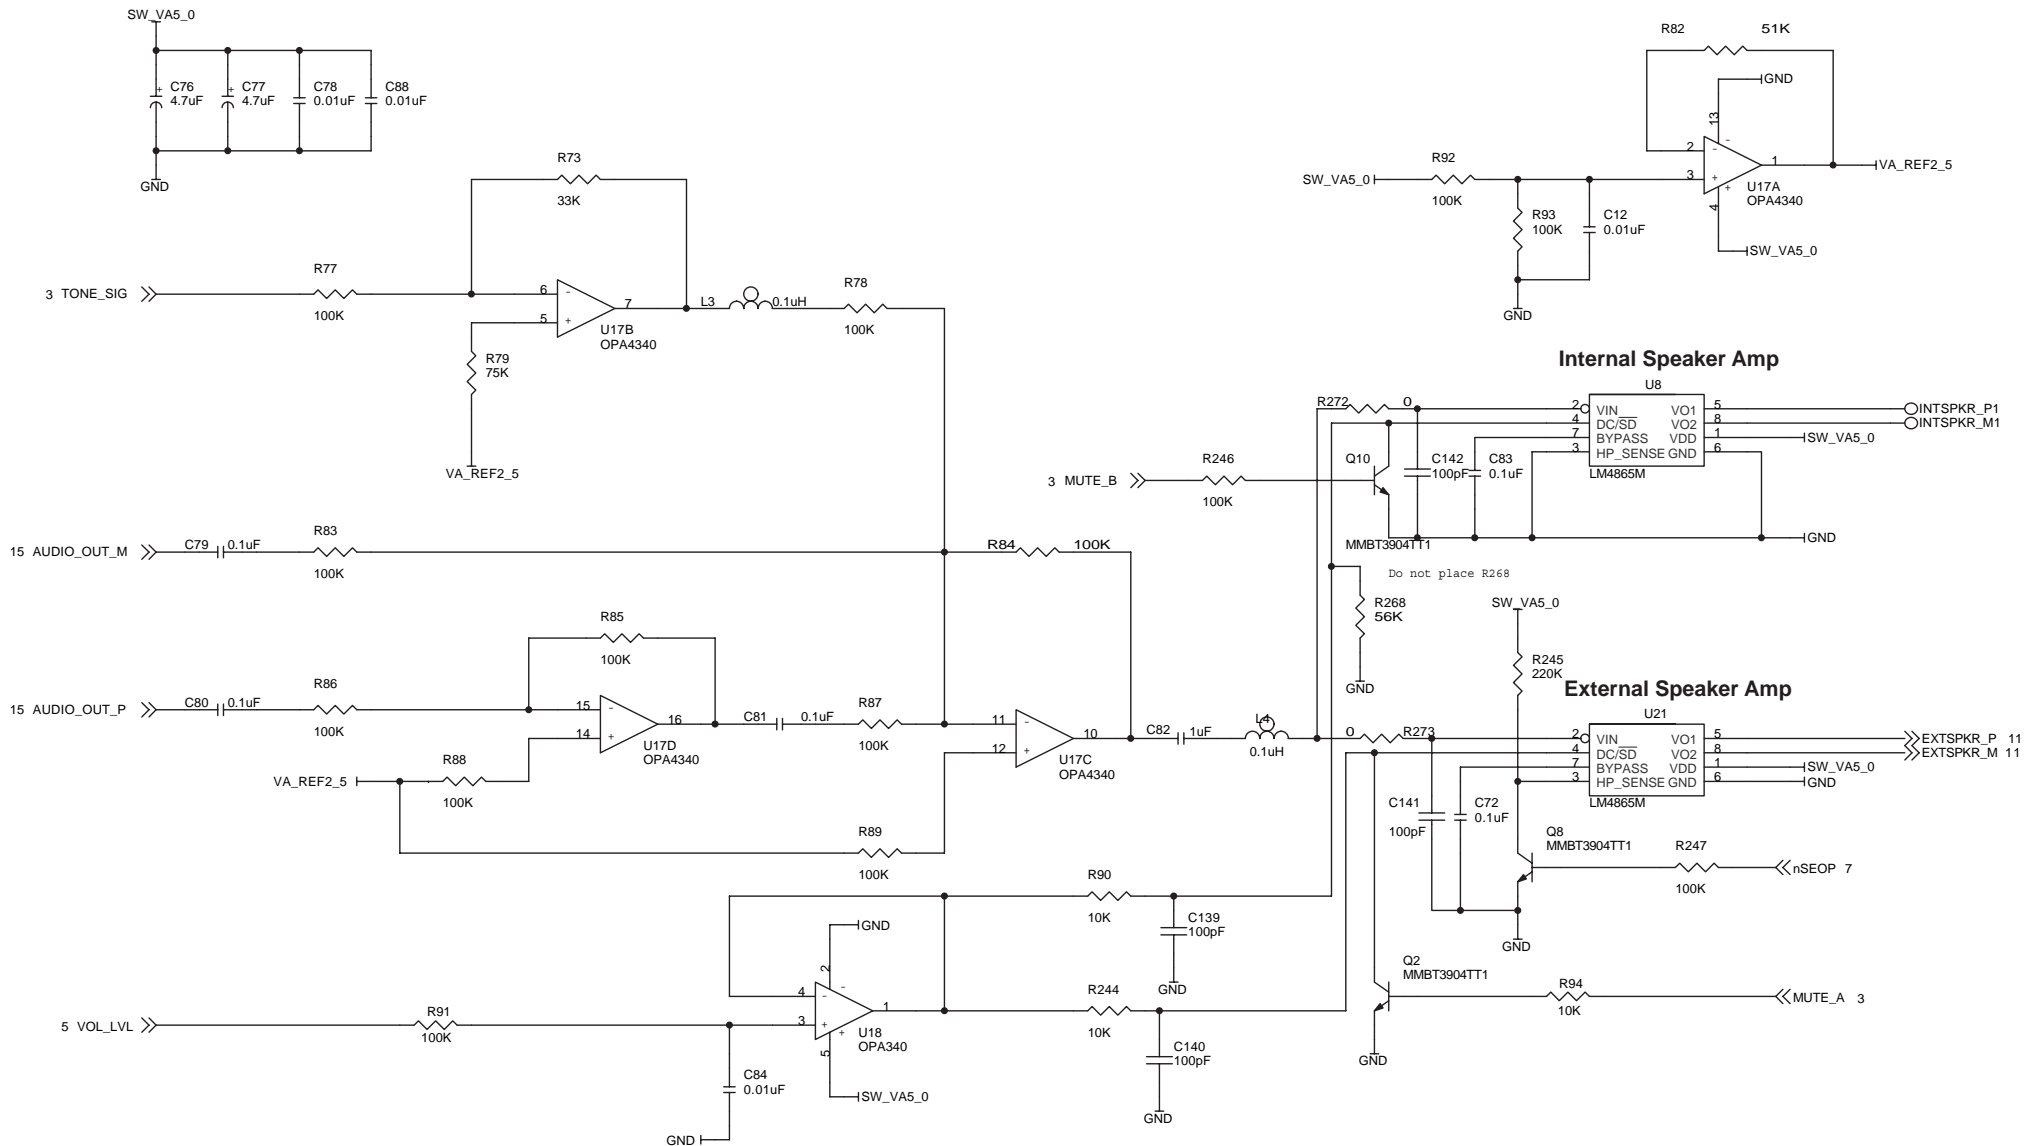 SW_VA5_0
C76
4.7uF
C77
4.7uF
C78
0.01uF
C88
0.01uF
GND
R82 51K
GND
13
2
3
1
4
U17A
OPA4340
VA_REF2_5
SW_VA5_0
R92
100K
R93
100K
C12
0.01uF
SW_VA5_0
GND
R73
33K
3 TONE_SIG
R77
100K
6
5
7
U17B
OPA4340
L3 0.1uH
R78
100K
R79
75K
VA_REF2_5
Internal Speaker Amp
U8
R272 0
2 VIN VO1 5
4 DC/SD VO2 8
7 BYPASS VDD 1
3 HP_SENSE GND 6
LM4865M
INTSPKR_P1
INTSPKR_M1
SW_VA5_0
GND
3 MUTE_B
R246
100K
Q10
MMBT3904TT1
C142
100pF
C83
0.1uF
Do not place R268
R268
56K
GND
15 AUDIO_OUT_M
C79 0.1uF
R83
100K
R84 100K
15 AUDIO_OUT_P
C80 0.1uF
R86
100K
R85
100K
15
14
16
U17D
OPA4340
C81 0.1uF
R87
100K
VA_REF2_5
R88
100K
R89
100K
11
12
10
U17C
OPA4340
C82 1uF
L4
0.1uH
0 R273
SW_VA5_0
R245
220K
External Speaker Amp
U21
2 VIN VO1 5
4 DC/SD VO2 8
7 BYPASS VDD 1
3 HP_SENSE GND 6
LM4865M
EXTSPKR_P 11
EXTSPKR_M 11
SW_VA5_0
GND
C141
100pF
C72
0.1uF
Q8
MMBT3904TT1
R247
100K
nSEOP 7
GND
Q2
MMBT3904TT1
R94
10K
MUTE_A 3
GND
R90
10K
C139
100pF
GND
R244
10K
C140
100pF
GND
5 VOL_LVL
R91
100K
GND
2
4
3
1
5
U18
OPA340
SW_VA5_0
C84
0.01uF
GND